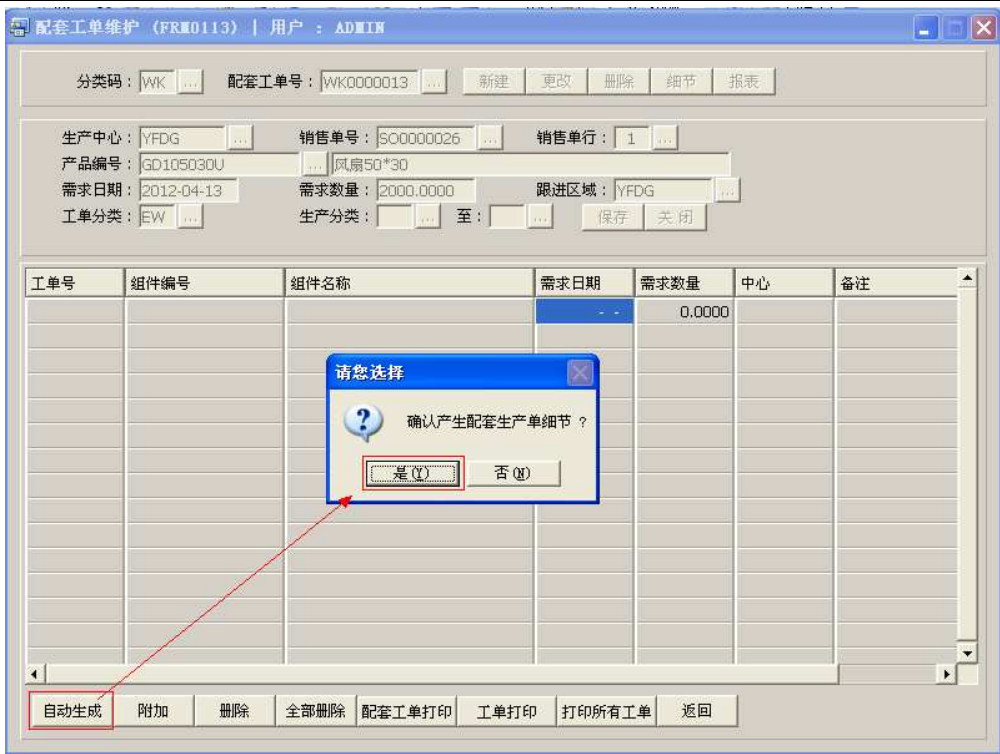 配套工单维护 (FRM0113) | 用户 : ADMIN
分类码: WK ... 配套工单号: WK0000013 ... 新建 更改 删除 细节 报表
生产中心: YFDG ... 销售单号: SO0000026 ... 销售单行: 1 ...
产品编号: GD105030U ... 风扇50*30
需求日期: 2012-04-13 需求数量: 2000.0000 跟进区域: YFDG ...
工单分类: EW ... 生产分类: ... 至: ... 保存 关闭
工单号 组件编号 组件名称 需求日期 需求数量 中心 备注
- - 0.0000
请您选择
确认产生配套生产单细节 ?
是(Y) 否(N)
自动生成 附加 删除 全部删除 配套工单打印 工单打印 打印所有工单 返回